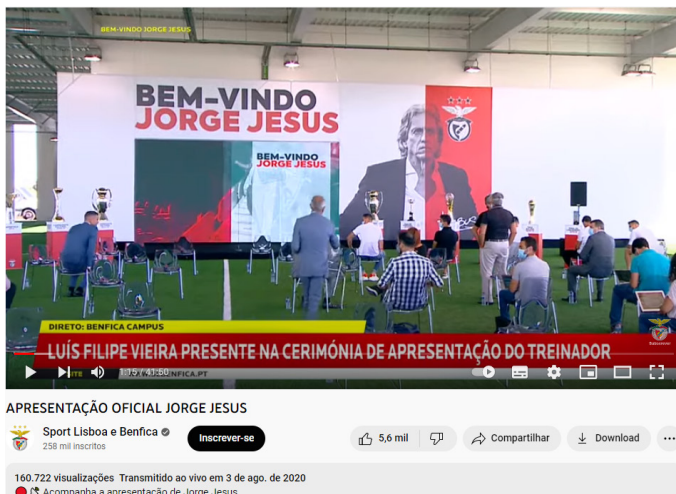 BEM-VINDO JORGE JESUS
BEM-VINDO
JORGE JESUS
BEM-VINDO
JORGE JESUS
DIRETO: BENFICA CAMPUS
LUÍS FILIPE VIEIRA PRESENTE NA CERIMÓNIA DE APRESENTAÇÃO DO TREINADOR
SITE
1:15 / 41:50
APRESENTAÇÃO OFICIAL JORGE JESUS
Sport Lisboa e Benfica
258 mil inscritos
Inscrever-se
5,6 mil
Compartilhar
Download
160.722 visualizações Transmitido ao vivo em 3 de ago. de 2020
Acompanha a apresentação de Jorge Jesus